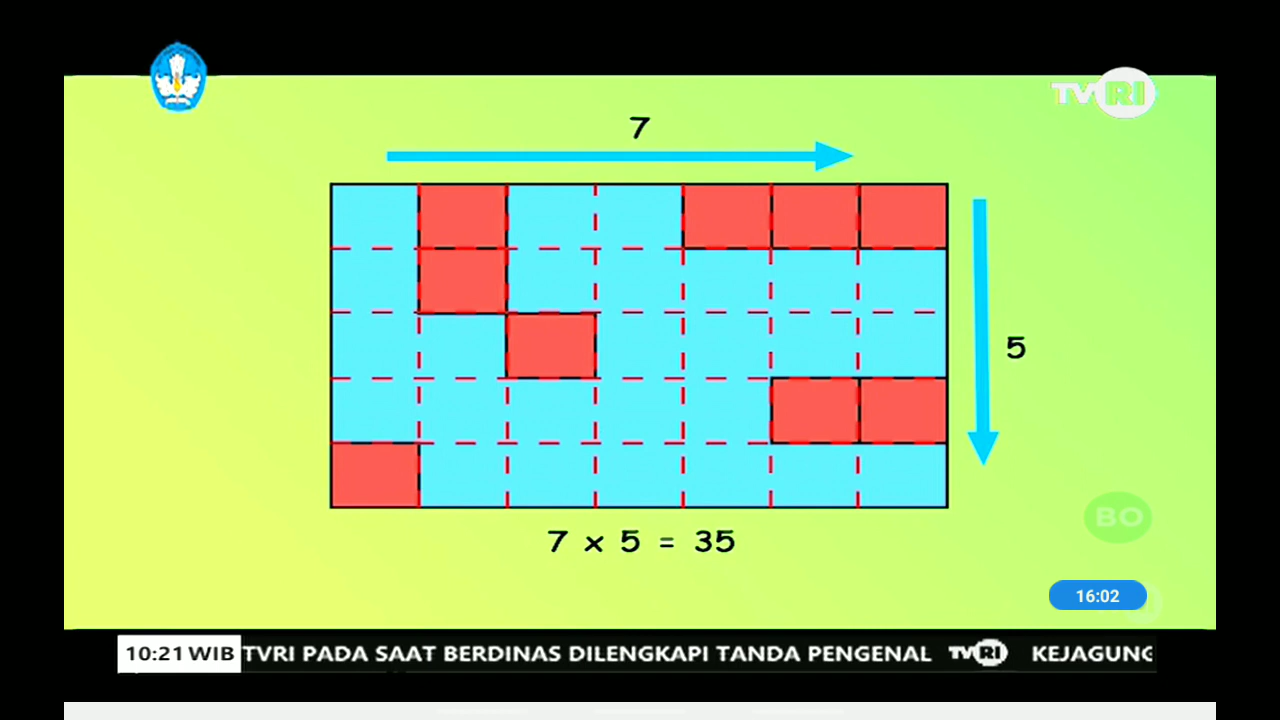 TVRI
7
5
BO
7 x 5 = 35
16:02
10:21 WIB TVRI PADA SAAT BERDINAS DILENGKAPI TANDA PENGENAL TVRI KEJAGUNG